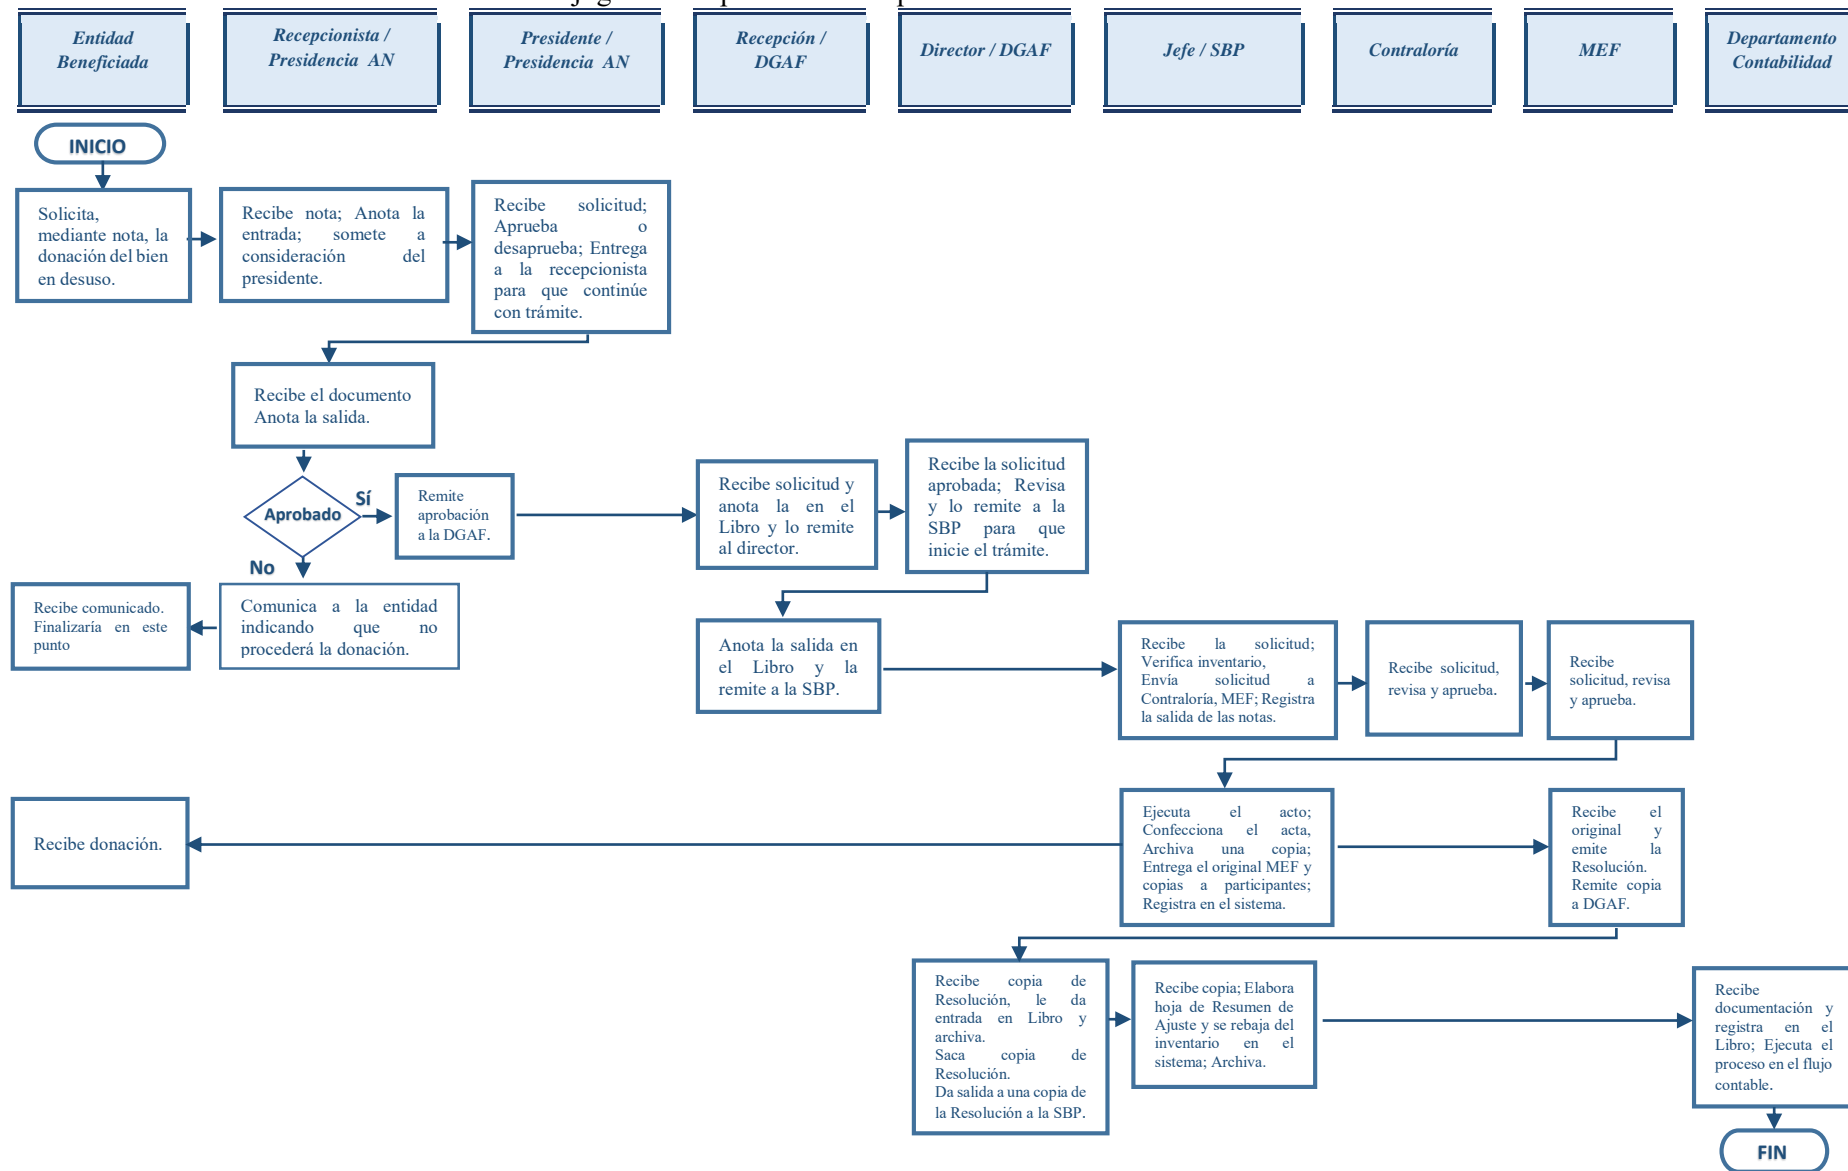 Entidad
Beneficiada
Recepcionista /
Presidencia AN
Presidente /
Presidencia AN
Recepción /
DGAF
Director / DGAF
Jefe / SBP
Contraloría
MEF
Departamento
Contabilidad
INICIO
Solicita,
mediante nota, la
donación del bien
en desuso.
Recibe nota; Anota la
entrada; somete a
consideración del
presidente.
Recibe solicitud;
Aprueba o
desaprueba; Entrega
a la recepcionista
para que continúe
con trámite.
Recibe el documento
Anota la salida.
Aprobado
Sí
Remite
aprobación
a la DGAF.
Recibe solicitud y
anota la en el
Libro y lo remite
al director.
Recibe la solicitud
aprobada; Revisa
y lo remite a la
SBP para que
inicie el trámite.
No
Recibe comunicado.
Finalizaría en este
punto
Comunica a la entidad
indicando que no
procederá la donación.
Anota la salida en
el Libro y la
remite a la SBP.
Recibe la solicitud;
Verifica inventario,
Envía solicitud a
Contraloría, MEF; Registra
la salida de las notas.
Recibe solicitud,
revisa y aprueba.
Recibe
solicitud, revisa
y aprueba.
Recibe donación.
Ejecuta el acto;
Confecciona el acta,
Archiva una copia;
Entrega el original MEF y
copias a participantes;
Registra en el sistema.
Recibe el
original y
emite la
Resolución.
Remite copia
a DGAF.
Recibe copia de
Resolución, le da
entrada en Libro y
archiva.
Saca copia de
Resolución.
Da salida a una copia de
la Resolución a la SBP.
Recibe copia; Elabora
hoja de Resumen de
Ajuste y se rebaja del
inventario en el
sistema; Archiva.
Recibe
documentación y
registra en el
Libro; Ejecuta el
proceso en el flujo
contable.
FIN